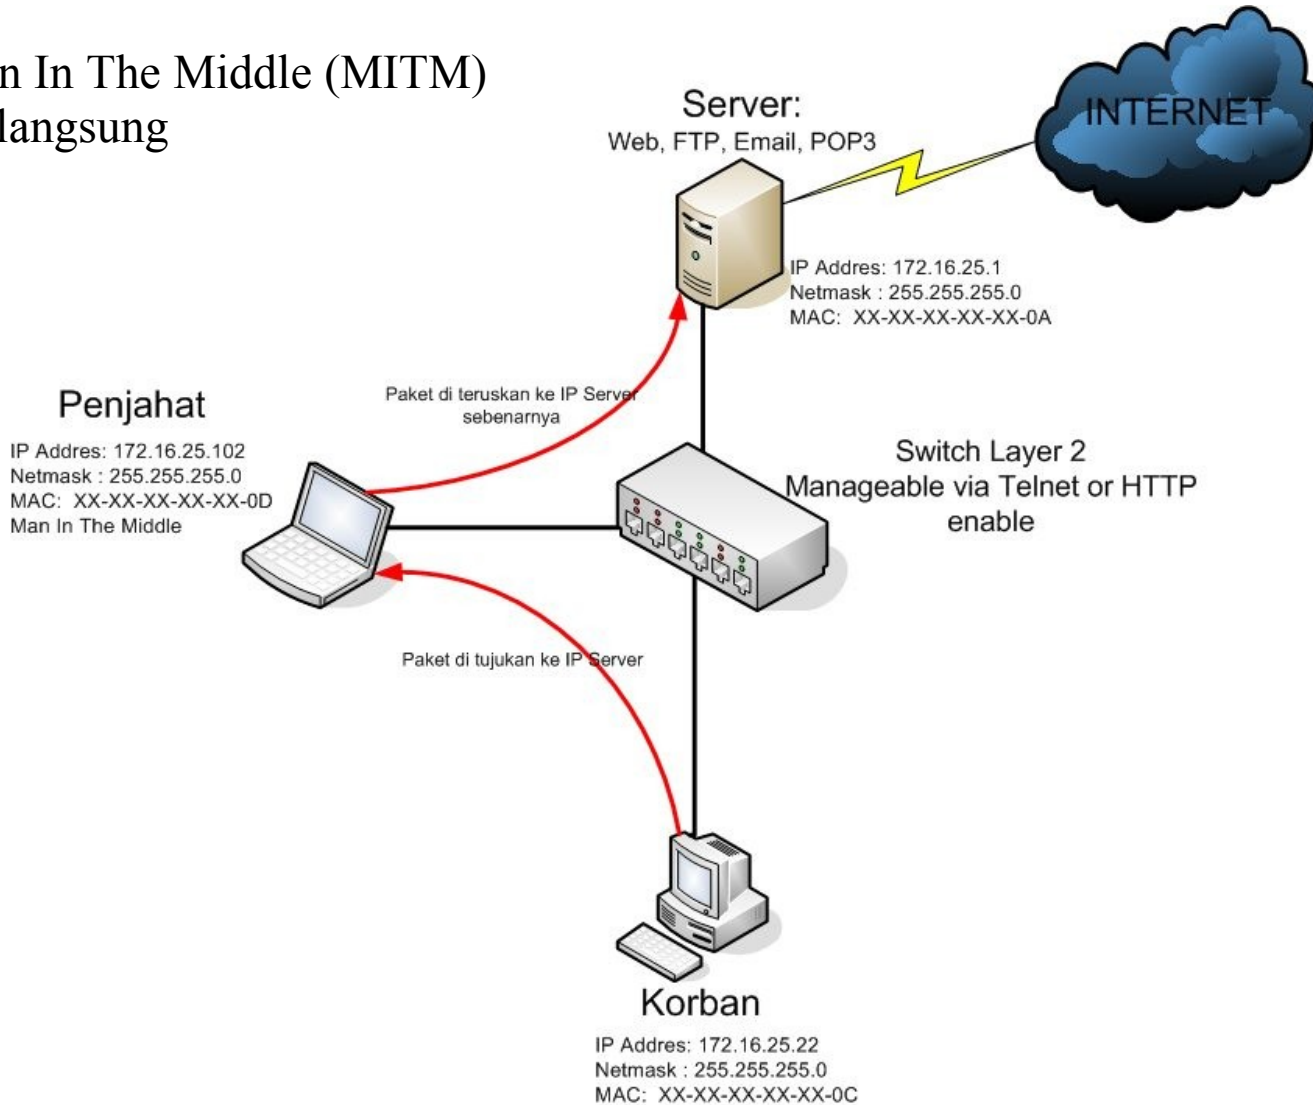 n In The Middle (MITM)
langsung
INTERNET
Server:
Web, FTP, Email, POP3
IP Addres: 172.16.25.1
Netmask : 255.255.255.0
MAC: XX-XX-XX-XX-XX-0A
Paket di teruskan ke IP Server
sebenarnya
Penjahat
IP Addres: 172.16.25.102
Netmask : 255.255.255.0
MAC: XX-XX-XX-XX-XX-0D
Man In The Middle
Switch Layer 2
Manageable via Telnet or HTTP
enable
Paket di tujukan ke IP Server
Korban
IP Addres: 172.16.25.22
Netmask : 255.255.255.0
MAC: XX-XX-XX-XX-XX-0C